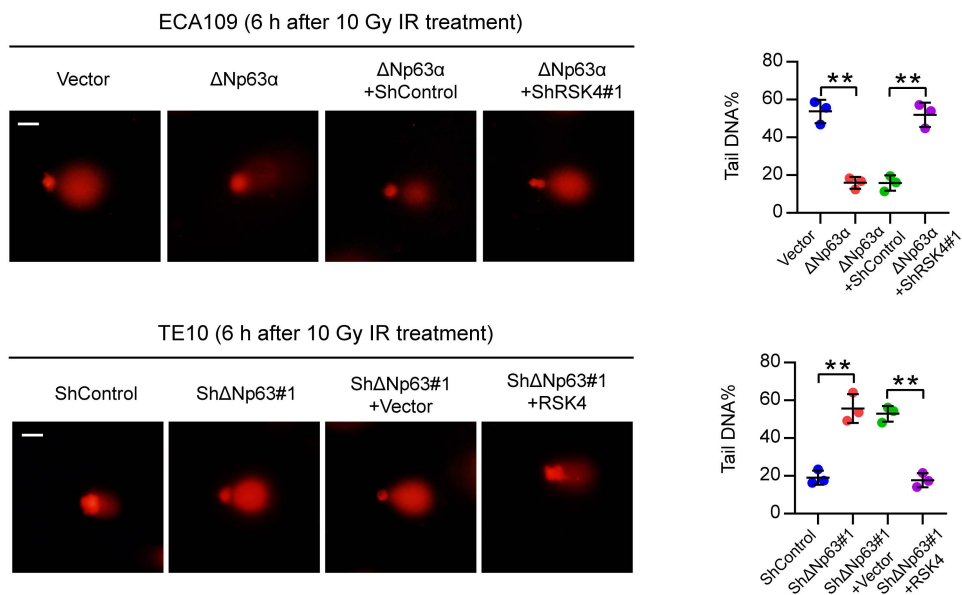 ECA109 (6 h after 10 Gy IR treatment)
Vector
ΔNp63α
ΔNp63α
+ShControl
ΔNp63α
+ShRSK4#1
Tail DNA%
80
60
40
20
0
** **
Vector
ΔNp63α
ΔNp63α
+ShControl
ΔNp63α
+ShRSK4#1
TE10 (6 h after 10 Gy IR treatment)
ShControl
ShΔNp63#1
ShΔNp63#1
+Vector
ShΔNp63#1
+RSK4
Tail DNA%
80
60
40
20
0
** **
ShControl
ShΔNp63#1
ShΔNp63#1
+Vector
ShΔNp63#1
+RSK4